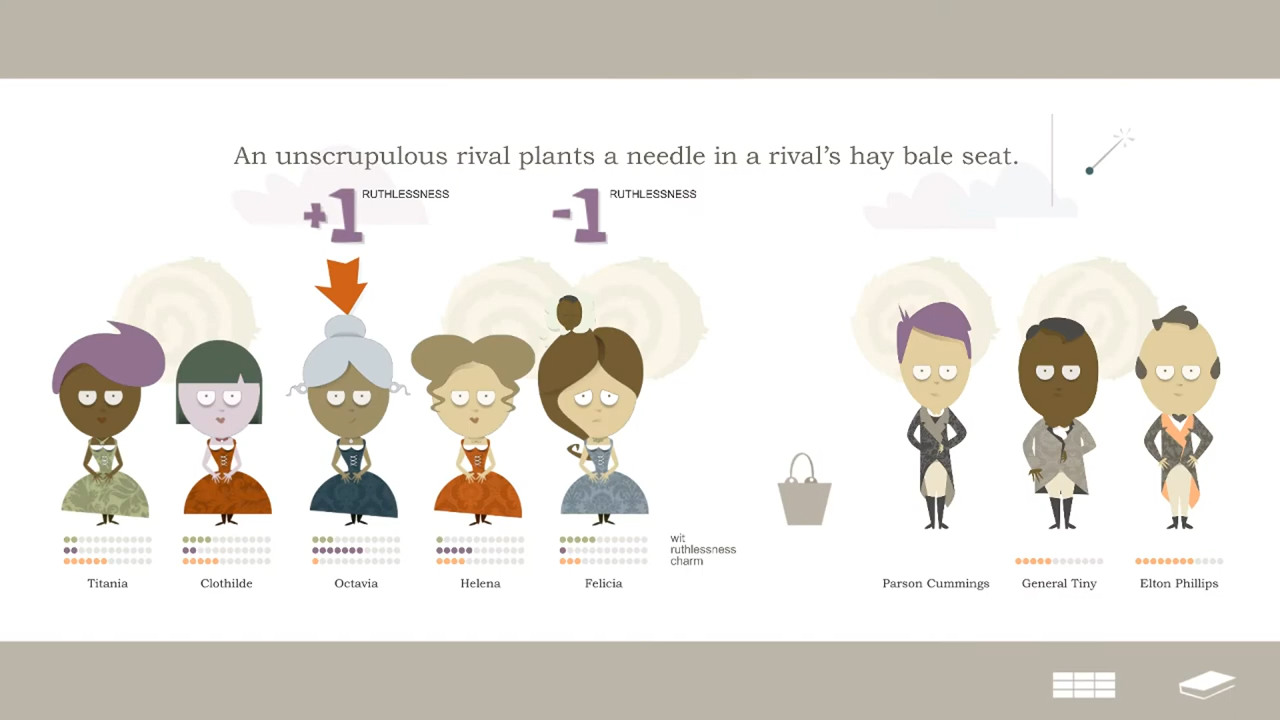 An unscrupulous rival plants a needle in a rival's hay bale seat.
+1 RUTHLESSNESS
-1 RUTHLESSNESS
wit
ruthlessness
charm
Titania
Clothilde
Octavia
Helena
Felicia
Parson Cummings
General Tiny
Elton Phillips